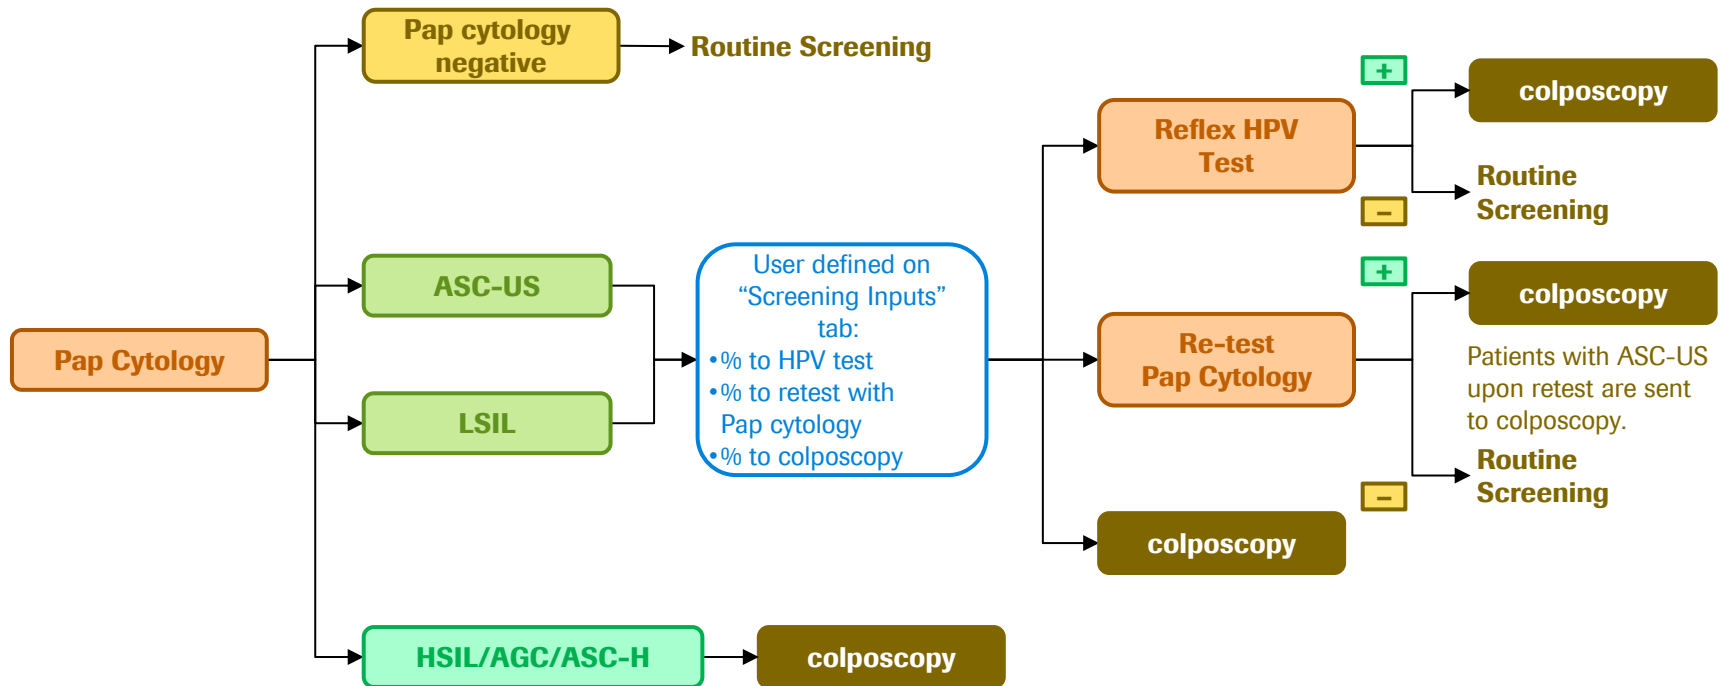 Pap cytology
negative
Routine Screening
+
colposcopy
Reflex HPV
Test
Routine
Screening
–
User defined on
“Screening Inputs”
tab:
•% to HPV test
•% to retest with
Pap cytology
•% to colposcopy
ASC-US
+
colposcopy
Pap Cytology
Re-test
Pap Cytology
Patients with ASC-US
upon retest are sent
to colposcopy.
LSIL
Routine
Screening
–
colposcopy
HSIL/AGC/ASC-H
colposcopy